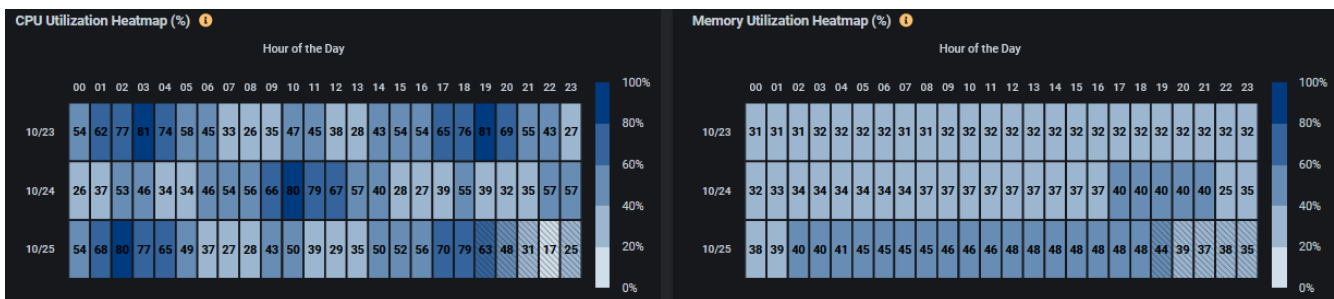 CPU Utilization Heatmap (%)
Hour of the Day
00 01 02 03 04 05 06 07 08 09 10 11 12 13 14 15 16 17 18 19 20 21 22 23
10/23 54 62 77 81 74 58 45 33 26 35 47 45 38 28 43 54 54 65 76 81 69 55 43 27
10/24 26 37 53 46 34 34 46 54 56 66 80 79 67 57 40 28 27 39 55 39 32 35 57 57
10/25 54 68 80 77 65 49 37 27 28 43 50 39 29 35 50 52 56 70 79 63 48 31 17 25
100%
80%
60%
40%
20%
0%
Memory Utilization Heatmap (%)
Hour of the Day
00 01 02 03 04 05 06 07 08 09 10 11 12 13 14 15 16 17 18 19 20 21 22 23
10/23 31 31 31 32 32 32 31 31 32 32 32 32 32 32 32 32 32 32 32 32 32 32 32 32
10/24 32 33 34 34 34 34 34 34 37 37 37 37 37 37 37 37 37 40 40 40 40 40 25 35
10/25 38 39 40 40 41 45 45 45 45 46 46 46 48 48 48 48 48 48 48 44 39 37 38 35
100%
80%
60%
40%
20%
0%